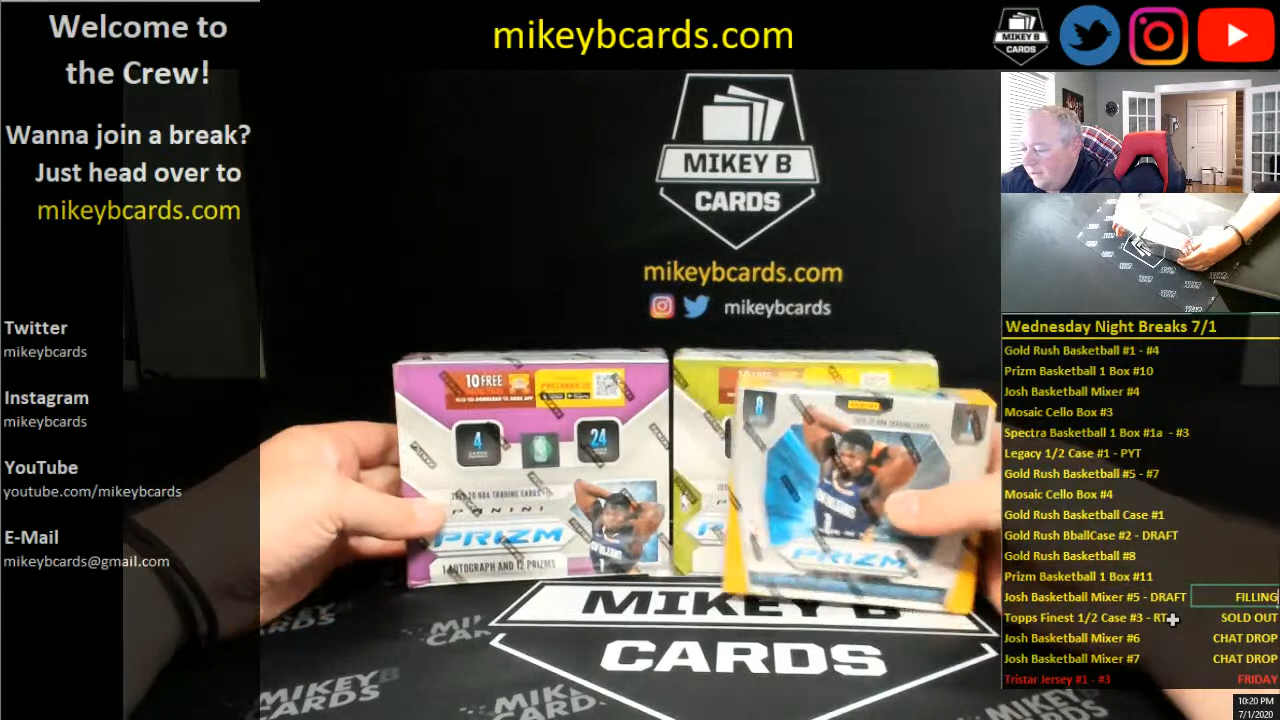 Welcome to
the Crew!
Wanna join a break?
Just head over to
mikeybcards.com
Twitter
mikeybcards
Instagram
mikeybcards
YouTube
youtube.com/mikeybcards
E-Mail
mikeybcards@gmail.com
mikeybcards.com
MIKEY B
CARDS
MIKEY B
CARDS
mikeybcards.com
mikeybcards
10 FREE
4
24
2019-20 NBA TRADING CARDS
PANINI
PRIZM
1 AUTOGRAPH AND 12 PRIZMS
8
PRIZM
MIKEY B
CARDS
Wednesday Night Breaks 7/1
Gold Rush Basketball #1 - #4
Prizm Basketball 1 Box #10
Josh Basketball Mixer #4
Mosaic Cello Box #3
Spectra Basketball 1 Box #1a - #3
Legacy 1/2 Case #1 - PYT
Gold Rush Basketball #5 - #7
Mosaic Cello Box #4
Gold Rush Basketball Case #1
Gold Rush BballCase #2 - DRAFT
Gold Rush Basketball #8
Prizm Basketball 1 Box #11
Josh Basketball Mixer #5 - DRAFT FILLING
Topps Finest 1/2 Case #3 - RT SOLD OUT
Josh Basketball Mixer #6 CHAT DROP
Josh Basketball Mixer #7 CHAT DROP
Tristar Jersey #1 - #3 FRIDAY
10:20 PM
7/1/2020